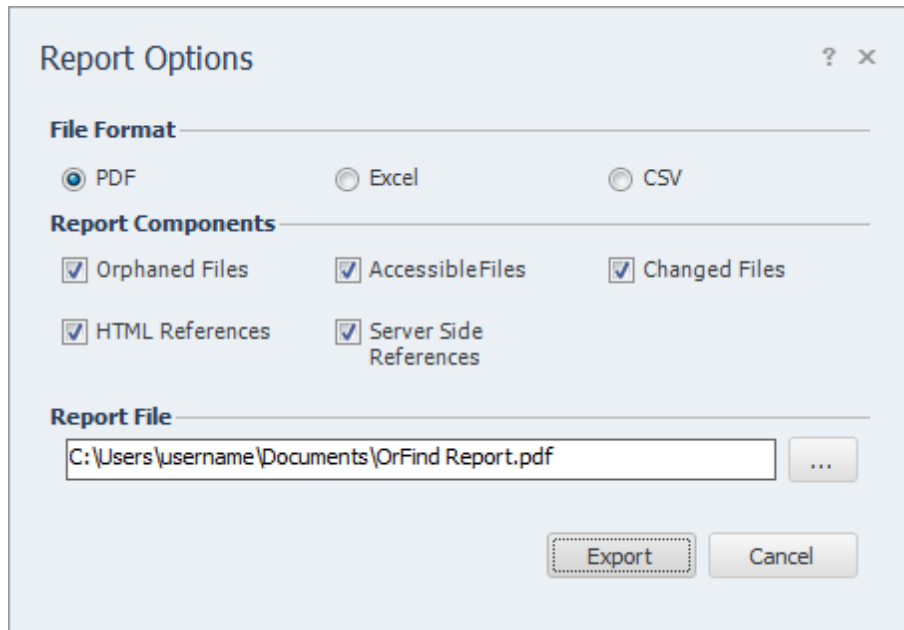 Report Options
? ×
File Format
PDF Excel CSV
Report Components
Orphaned Files AccessibleFiles Changed Files
HTML References Server Side
References
Report File
C:\Users\username\Documents\OrFind Report.pdf ...
Export Cancel